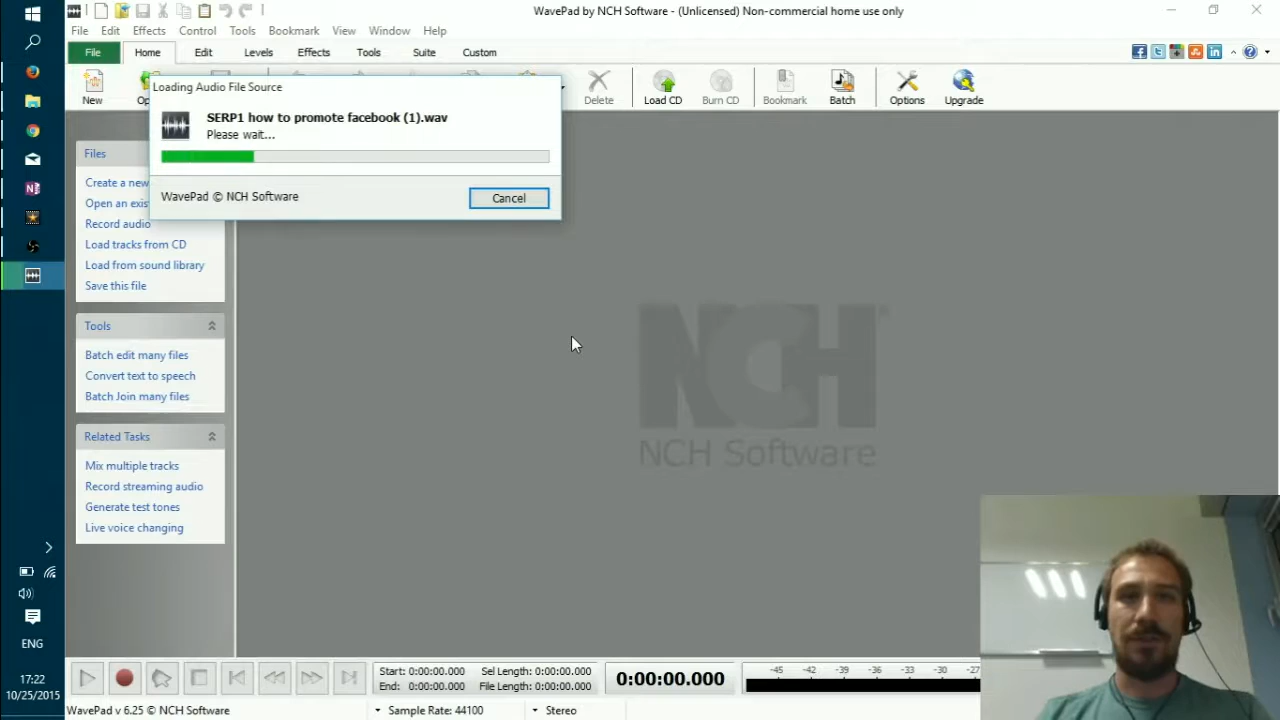 WavePad by NCH Software - (Unlicensed) Non-commercial home use only
File Edit Effects Control Tools Bookmark View Window Help
File Home Edit Levels Effects Tools Suite Custom
New Op Delete Load CD Burn CD Bookmark Batch Options Upgrade
Loading Audio File Source
SERP1 how to promote facebook (1).wav
Please wait...
WavePad © NCH Software
Cancel
Files
Create a new
Open an exis
Record audio
Load tracks from CD
Load from sound library
Save this file
Tools
Batch edit many files
Convert text to speech
Batch Join many files
Related Tasks
Mix multiple tracks
Record streaming audio
Generate test tones
Live voice changing
NCH
NCH Software
ENG
17:22
10/25/2015
Start: 0:00:00.000 Sel Length: 0:00:00.000
End: 0:00:00.000 File Length: 0:00:00.000
0:00:00.000
-45 -42 -39 -36 -33 -30 -27
WavePad v 6.25 © NCH Software
Sample Rate: 44100
Stereo